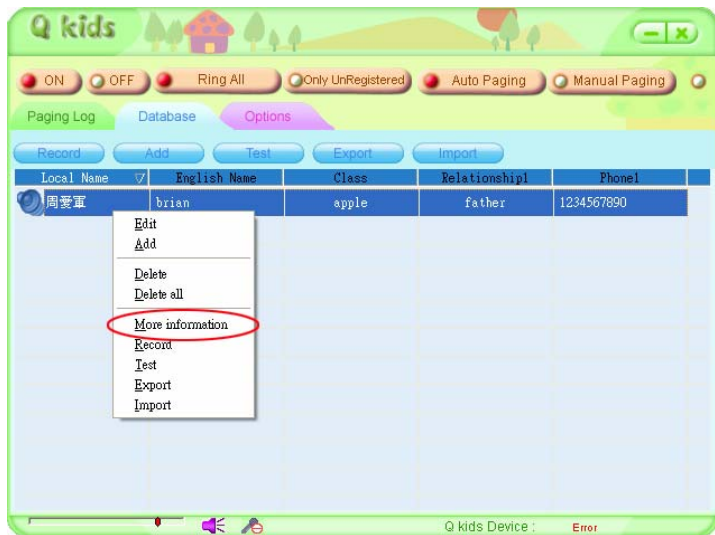 Q kids
ON OFF Ring All Only UnRegistered Auto Paging Manual Paging
Paging Log Database Options
Record Add Test Export Import
Local Name English Name Class Relationship1 Phone1
周愛軍 brian apple father 1234567890
Edit
Add
Delete
Delete all
More information
Record
Test
Export
Import
Q kids Device : Error